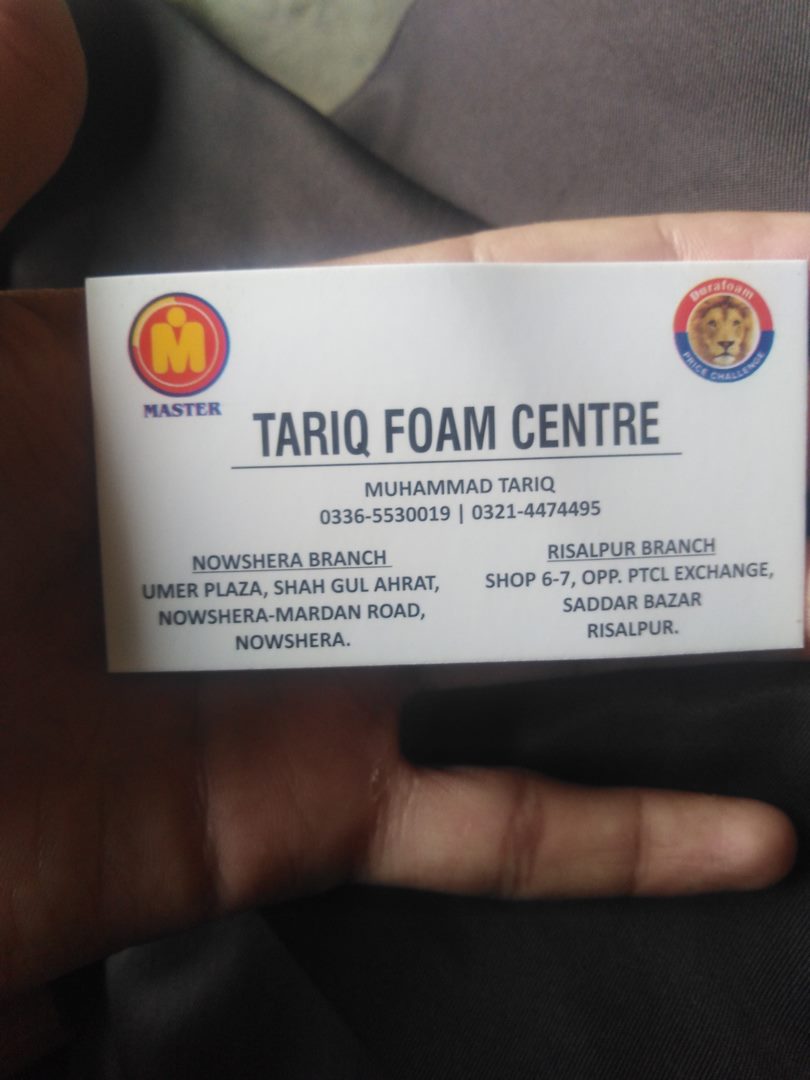 M
MASTER
Durafoam
PRICE CHALLENGE
TARIQ FOAM CENTRE
MUHAMMAD TARIQ
0336-5530019 | 0321-4474495
NOWSHERA BRANCH
UMER PLAZA, SHAH GUL AHRAT,
NOWSHERA-MARDAN ROAD,
NOWSHERA.
RISALPUR BRANCH
SHOP 6-7, OPP. PTCL EXCHANGE,
SADDAR BAZAR
RISALPUR.